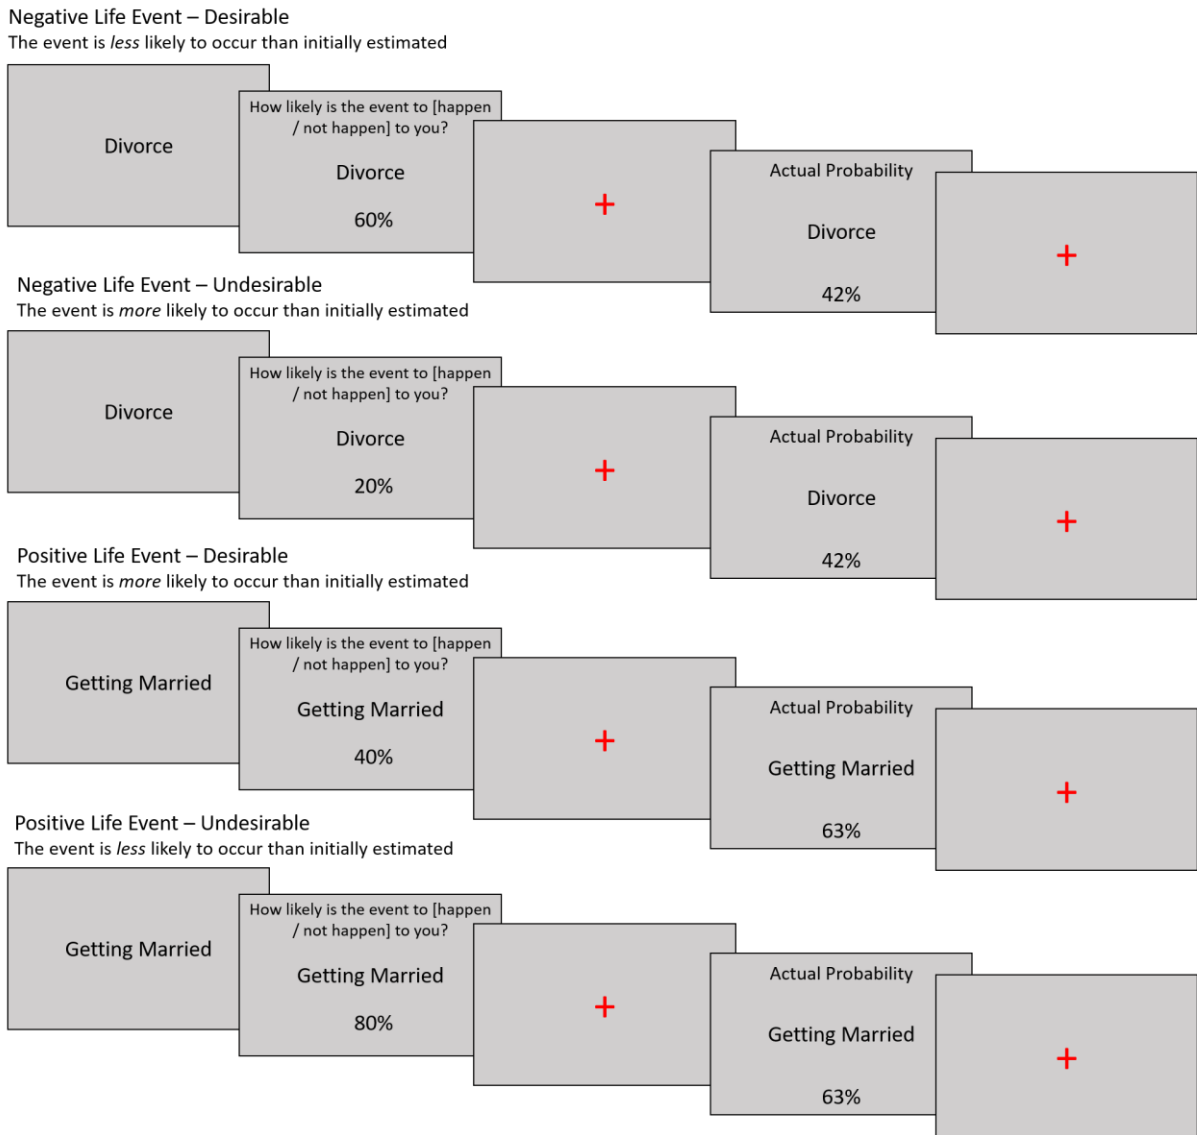 Negative Life Event – Desirable
The event is less likely to occur than initially estimated
Divorce
How likely is the event to [happen
/ not happen] to you?
Divorce
60%
Actual Probability
Divorce
42%
Negative Life Event – Undesirable
The event is more likely to occur than initially estimated
Divorce
How likely is the event to [happen
/ not happen] to you?
Divorce
20%
Actual Probability
Divorce
42%
Positive Life Event – Desirable
The event is more likely to occur than initially estimated
Getting Married
How likely is the event to [happen
/ not happen] to you?
Getting Married
40%
Actual Probability
Getting Married
63%
Positive Life Event – Undesirable
The event is less likely to occur than initially estimated
Getting Married
How likely is the event to [happen
/ not happen] to you?
Getting Married
80%
Actual Probability
Getting Married
63%